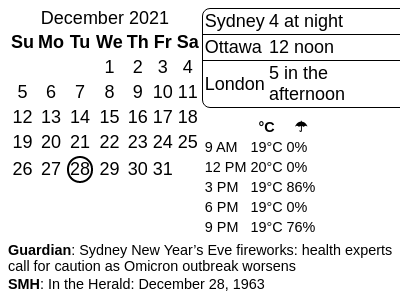 December 2021
Su Mo Tu We Th Fr Sa
1 2 3 4
5 6 7 8 9 10 11
12 13 14 15 16 17 18
19 20 21 22 23 24 25
26 27 28 29 30 31
Sydney 4 at night
Ottawa 12 noon
London 5 in the
afternoon
°C ☂
9 AM 19°C 0%
12 PM 20°C 0%
3 PM 19°C 86%
6 PM 19°C 0%
9 PM 19°C 76%
Guardian: Sydney New Year’s Eve fireworks: health experts
call for caution as Omicron outbreak worsens
SMH: In the Herald: December 28, 1963